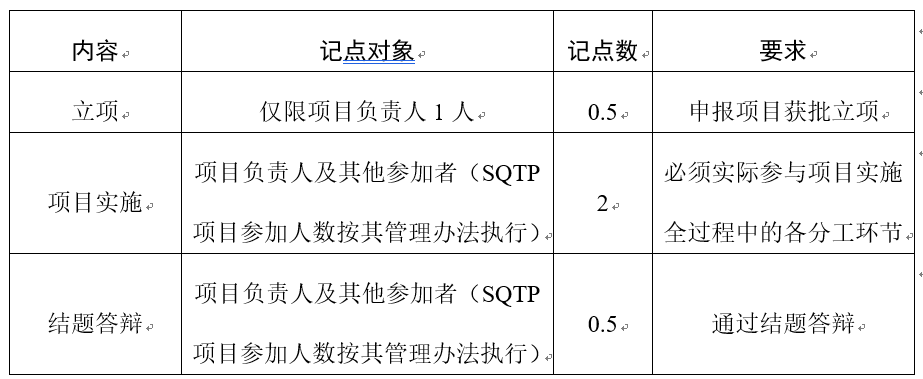 内容 记点对象 记点数 要求
立项 仅限项目负责人1人 0.5 申报项目获批立项
项目实施 项目负责人及其他参加者（SQTP
项目参加人数按其管理办法执行） 2 必须实际参与项目实施
全过程中的各分工环节
结题答辩 项目负责人及其他参加者（SQTP
项目参加人数按其管理办法执行） 0.5 通过结题答辩